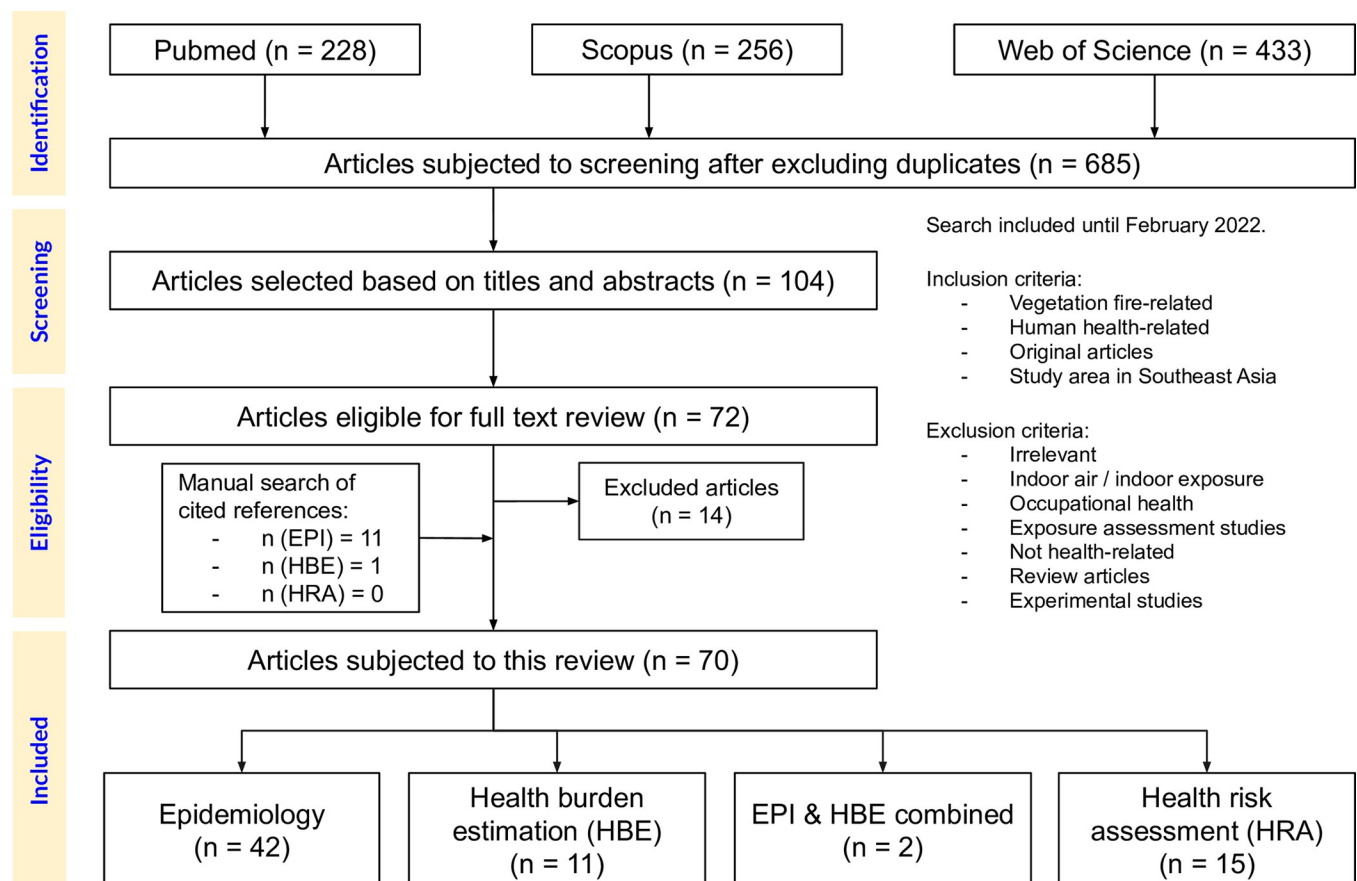 Identification
Pubmed (n = 228)
Scopus (n = 256)
Web of Science (n = 433)
Articles subjected to screening after excluding duplicates (n = 685)
Screening
Articles selected based on titles and abstracts (n = 104)
Search included until February 2022.
Inclusion criteria:
- Vegetation fire-related
- Human health-related
- Original articles
- Study area in Southeast Asia
Eligibility
Articles eligible for full text review (n = 72)
Manual search of
cited references:
- n (EPI) = 11
- n (HBE) = 1
- n (HRA) = 0
Excluded articles
(n = 14)
Exclusion criteria:
- Irrelevant
- Indoor air / indoor exposure
- Occupational health
- Exposure assessment studies
- Not health-related
- Review articles
- Experimental studies
Included
Articles subjected to this review (n = 70)
Epidemiology
(n = 42)
Health burden
estimation (HBE)
(n = 11)
EPI & HBE combined
(n = 2)
Health risk
assessment (HRA)
(n = 15)